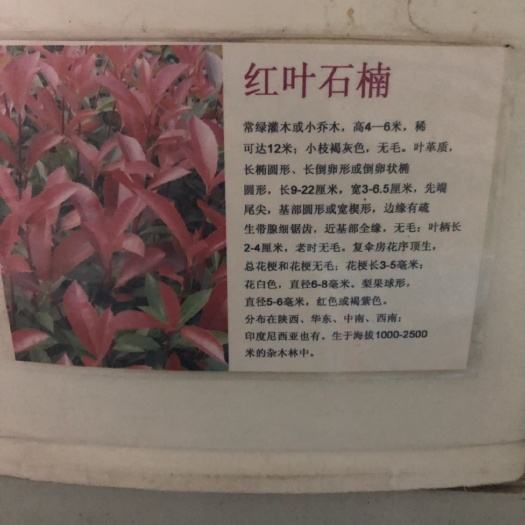 红叶石楠
常绿灌木或小乔木，高4—6米，稀
可达12米；小枝褐灰色，无毛。叶革质，
长椭圆形、长倒卵形或倒卵状椭
圆形，长9-22厘米，宽3-6.5厘米，先端
尾尖，基部圆形或宽楔形，边缘有疏
生带腺细锯齿，近基部全缘，无毛；叶柄长
2-4厘米，老时无毛。复伞房花序顶生，
总花梗和花梗无毛；花梗长3-5毫米；
花白色，直径6-8毫米。梨果球形，
直径5-6毫米，红色或褐紫色。
分布在陕西、华东、中南、西南；
印度尼西亚也有。生于海拔1000-2500
米的杂木林中。